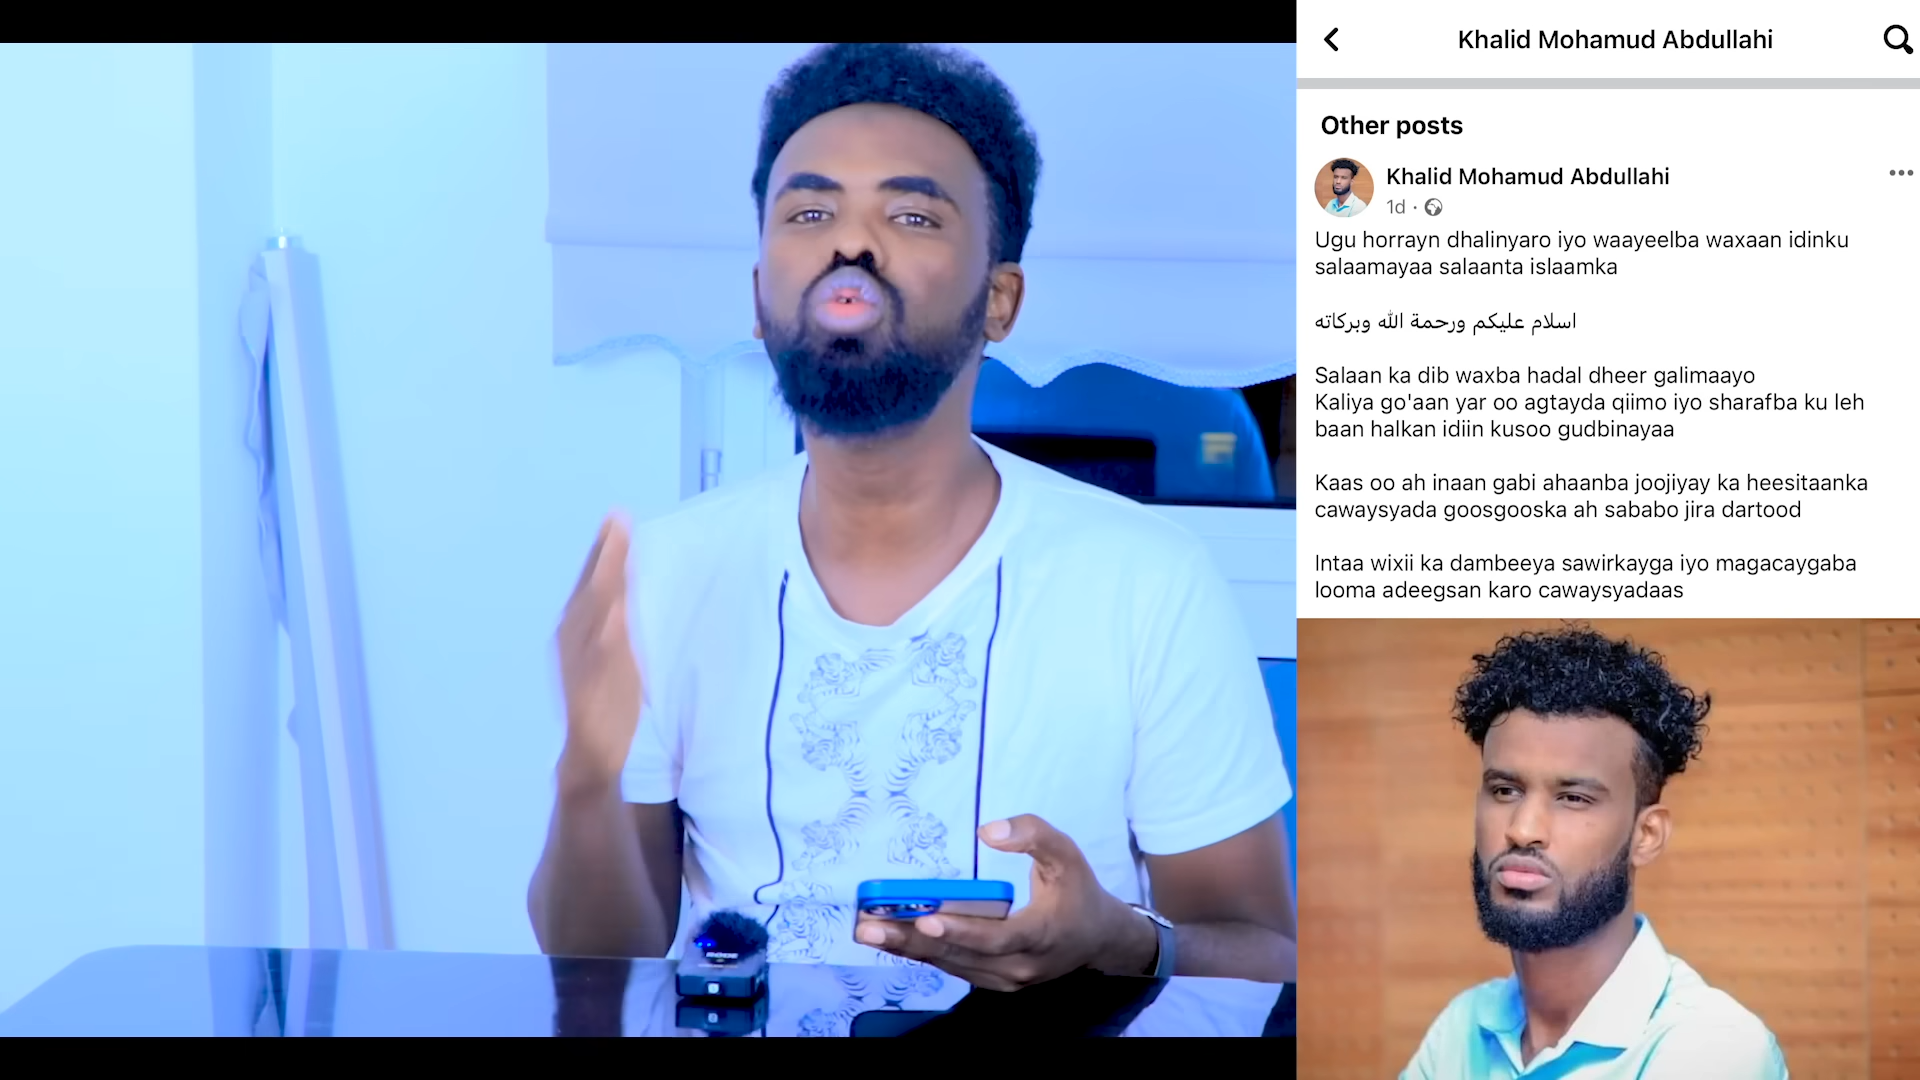 Khalid Mohamud Abdullahi
Other posts
Khalid Mohamud Abdullahi
1d ·
Ugu horrayn dhalinyaro iyo waayeelba waxaan idinku
salaamayaa salaanta islaamka
اسلام عليكم ورحمة الله وبركاته
Salaan ka dib waxba hadal dheer galimaayo
Kaliya go'aan yar oo agtayda qiimo iyo sharafba ku leh
baan halkan idiin kusoo gudbinayaa
Kaas oo ah inaan gabi ahaanba joojiyay ka heesitaanka
cawaysyada goosgooska ah sababo jira dartood
Intaa wixii ka dambeeya sawirkayga iyo magacaygaba
looma adeegsan karo cawaysyadaas